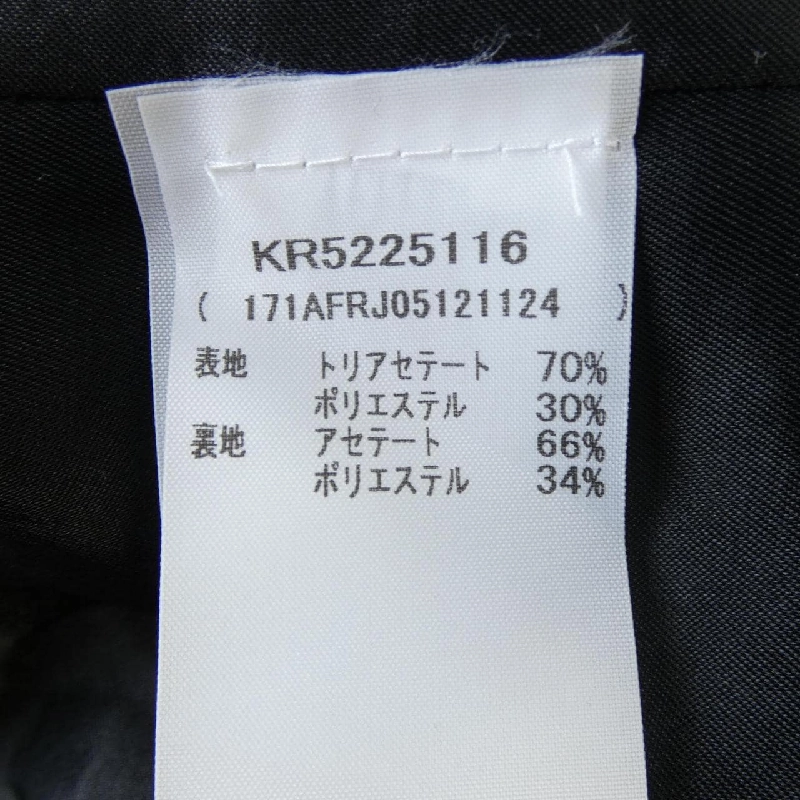 KR5225116
( 171AFRJ05121124 )
表地 トリアセテート 70%
ポリエステル 30%
裏地 アセテート 66%
ポリエステル 34%